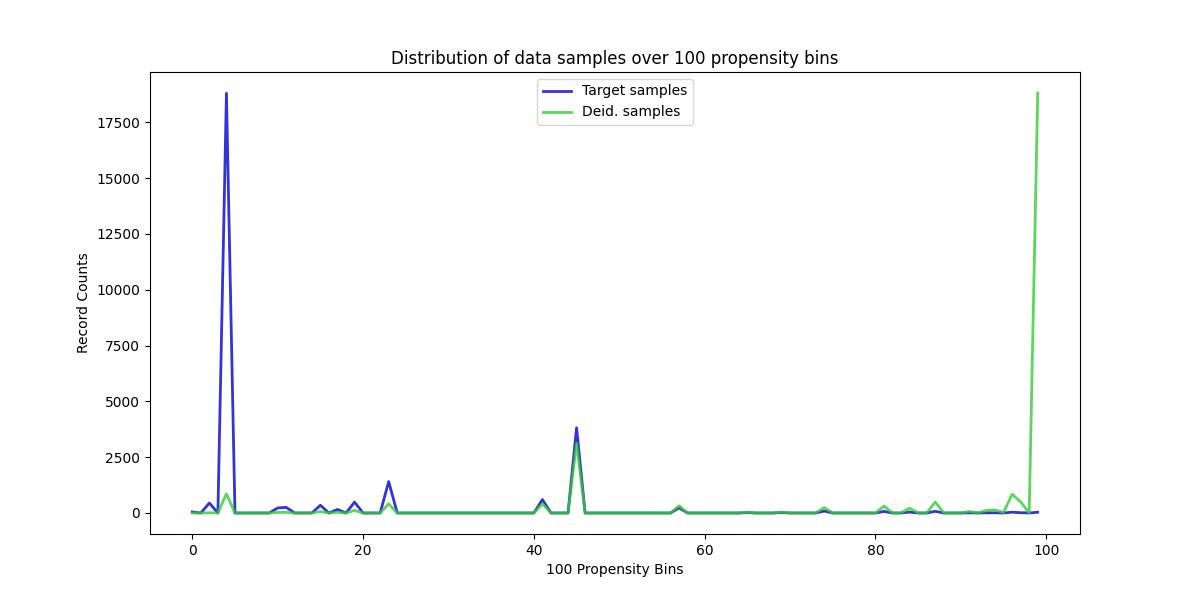 Distribution of data samples over 100 propensity bins
Target samples
Deid. samples
17500
15000
12500
10000
7500
5000
2500
0
Record Counts
0 20 40 60 80 100
100 Propensity Bins